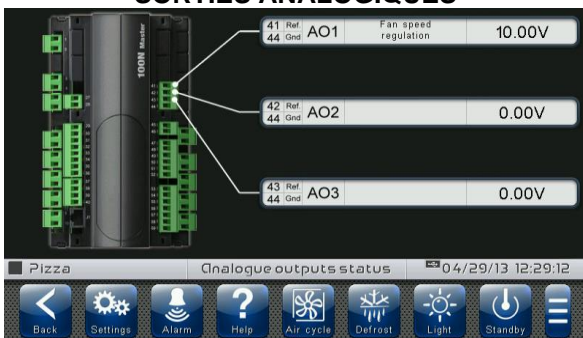 SORTIES ANALOGIQUES
100N Master
41 Ref.
44 Gnd
AO1
Fan speed
regulation
10.00V
42 Ref.
44 Gnd
AO2
0.00V
43 Ref.
44 Gnd
AO3
0.00V
Pizza
Analogue outputs status
04/29/13 12:29:12
Back
Settings
Alarm
?
Help
Air cycle
Defrost
Light
Standby